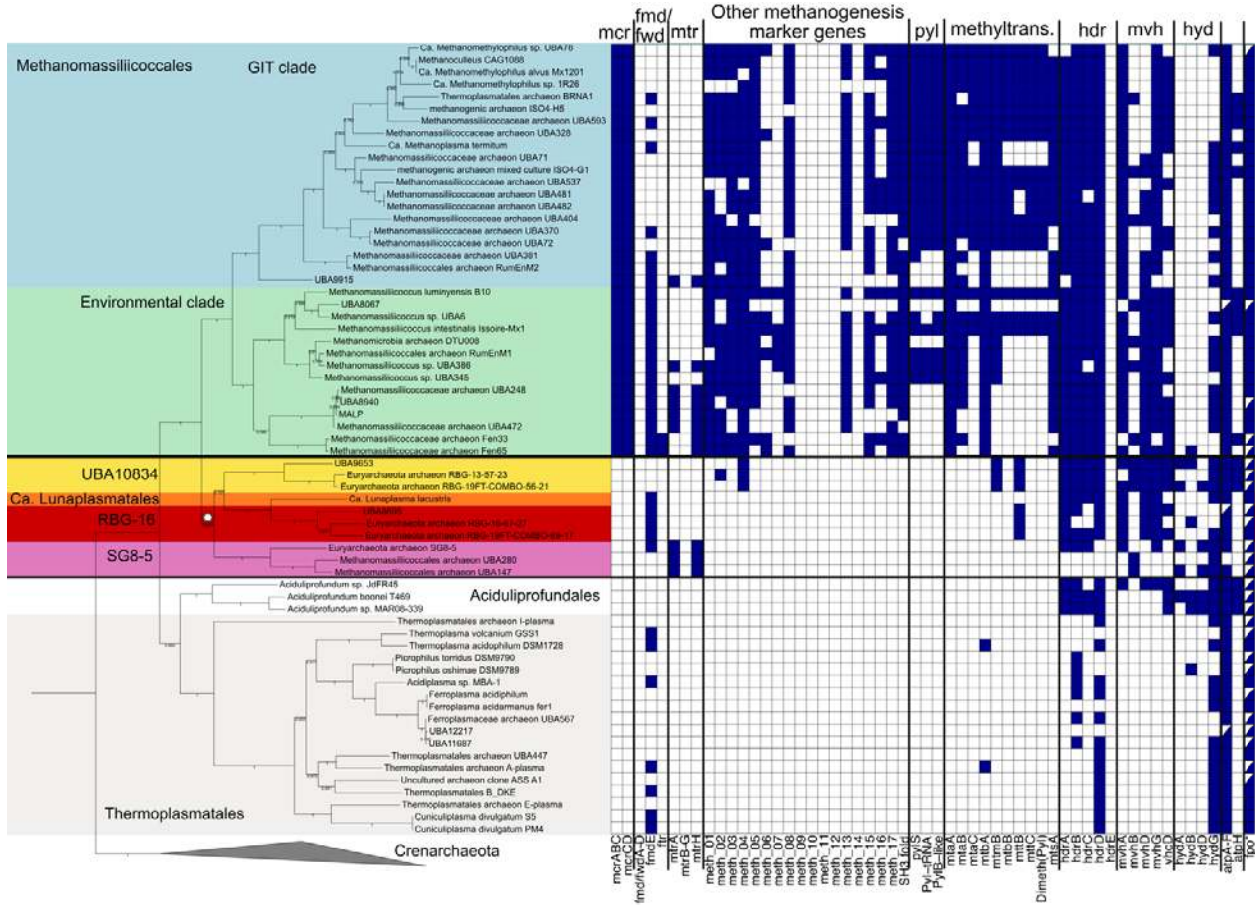 Other methanogenesis marker genes
fmd/ fwd
mcr
mtr
pyl
methyltrans.
hdr
mvh
hyd
Methanomassiliicoccales
GIT clade
Ca. Methanomethylophilus sp. UBA78
Methanoculleus CAG1088
Ca. Methanomethylophilus alvus Mx1201
Ca. Methanomethylophilus sp. 1R26
Thermoplasmatales archaeon BRNA1
methanogenic archaeon ISO4-H5
Methanomassiliicoccaceae archaeon UBA593
Methanomassiliicoccaceae archaeon UBA328
Ca. Methanoplasma termitum
Methanomassiliicoccaceae archaeon UBA71
methanogenic archaeon mixed culture ISO4-G1
Methanomassiliicoccaceae archaeon UBA537
Methanomassiliicoccaceae archaeon UBA481
Methanomassiliicoccaceae archaeon UBA482
Methanomassiliicoccaceae archaeon UBA404
Methanomassiliicoccaceae archaeon UBA370
Methanomassiliicoccaceae archaeon UBA72
Methanomassiliicoccaceae archaeon UBA381
Methanomassiliicoccales archaeon RumEnM2
UBA9915
Environmental clade
Methanomassiliicoccus luminyensis B10
UBA8067
Methanomassiliicoccus sp. UBA6
Methanomassiliicoccus intestinalis Issoire-Mx1
Methanomicrobia archaeon DTU008
Methanomassiliicoccales archaeon RumEnM1
Methanomassiliicoccus sp. UBA386
Methanomassiliicoccus sp. UBA345
Methanomassiliicoccaceae archaeon UBA248
UBA8940
MALP
Methanomassiliicoccaceae archaeon UBA472
Methanomassiliicoccaceae archaeon Fen33
Methanomassiliicoccaceae archaeon Fen65
UBA10834
UBA9653
Euryarchaeota archaeon RBG-13-57-23
Euryarchaeota archaeon RBG-19FT-COMBO-56-21
Ca. Lunaplasmatales
Ca. Lunaplasma lacustris
RBG-16
Euryarchaeota archaeon
Euryarchaeota archaeon
SG8-5
Euryarchaeota archaeon SG8-5
Methanomassiliicoccales archaeon UBA280
Methanomassiliicoccales archaeon UBA147
Aciduliprofundales
Aciduliprofundum sp. JdFR45
Aciduliprofundum boonei T469
Aciduliprofundum sp. MAR08-339
Thermoplasmatales
Thermoplasmatales archaeon I-plasma
Thermoplasma volcanium GSS1
Thermoplasma acidophilum DSM1728
Picrophilus torridus DSM9790
Picrophilus oshimae DSM9789
Acidiplasma sp. MBA-1
Ferroplasma acidiphilum
Ferroplasma acidarmanus fer1
Ferroplasmaceae archaeon UBA567
UBA12217
UBA11687
Thermoplasmatales archaeon UBA447
Thermoplasmatales archaeon A-plasma
Uncultured archaeon clone ASS A1
Thermoplasmatales B_DKE
Thermoplasmatales archaeon E-plasma
Cuniculiplasma divulgatum S5
Cuniculiplasma divulgatum PM4
Crenarchaeota
mcrABC
mcrCD
fmd/fwdA-D
fmdE
ftr
mtrA
mtrB-G
mtrH
meth_01
meth_02
meth_03
meth_04
meth_05
meth_06
meth_07
meth_08
meth_09
meth_10
meth_11
meth_12
meth_13
meth_14
meth_15
meth_16
meth_17
SH3 fold
pylS
Pyl-tRNA
PylB-like
mtaA
mtaB
mtaC
mtbA
mtmB
mtbB
mttB
mtC
Dimeth(Pyl)
mtsA
hdrA
hdrB
hdrC
hdrD
hdrE
mvhA
mvhB
mvhD
mvhG
vhcD
hydA
hydB
hydD
hydG
atpA-F
atpH
fpo*